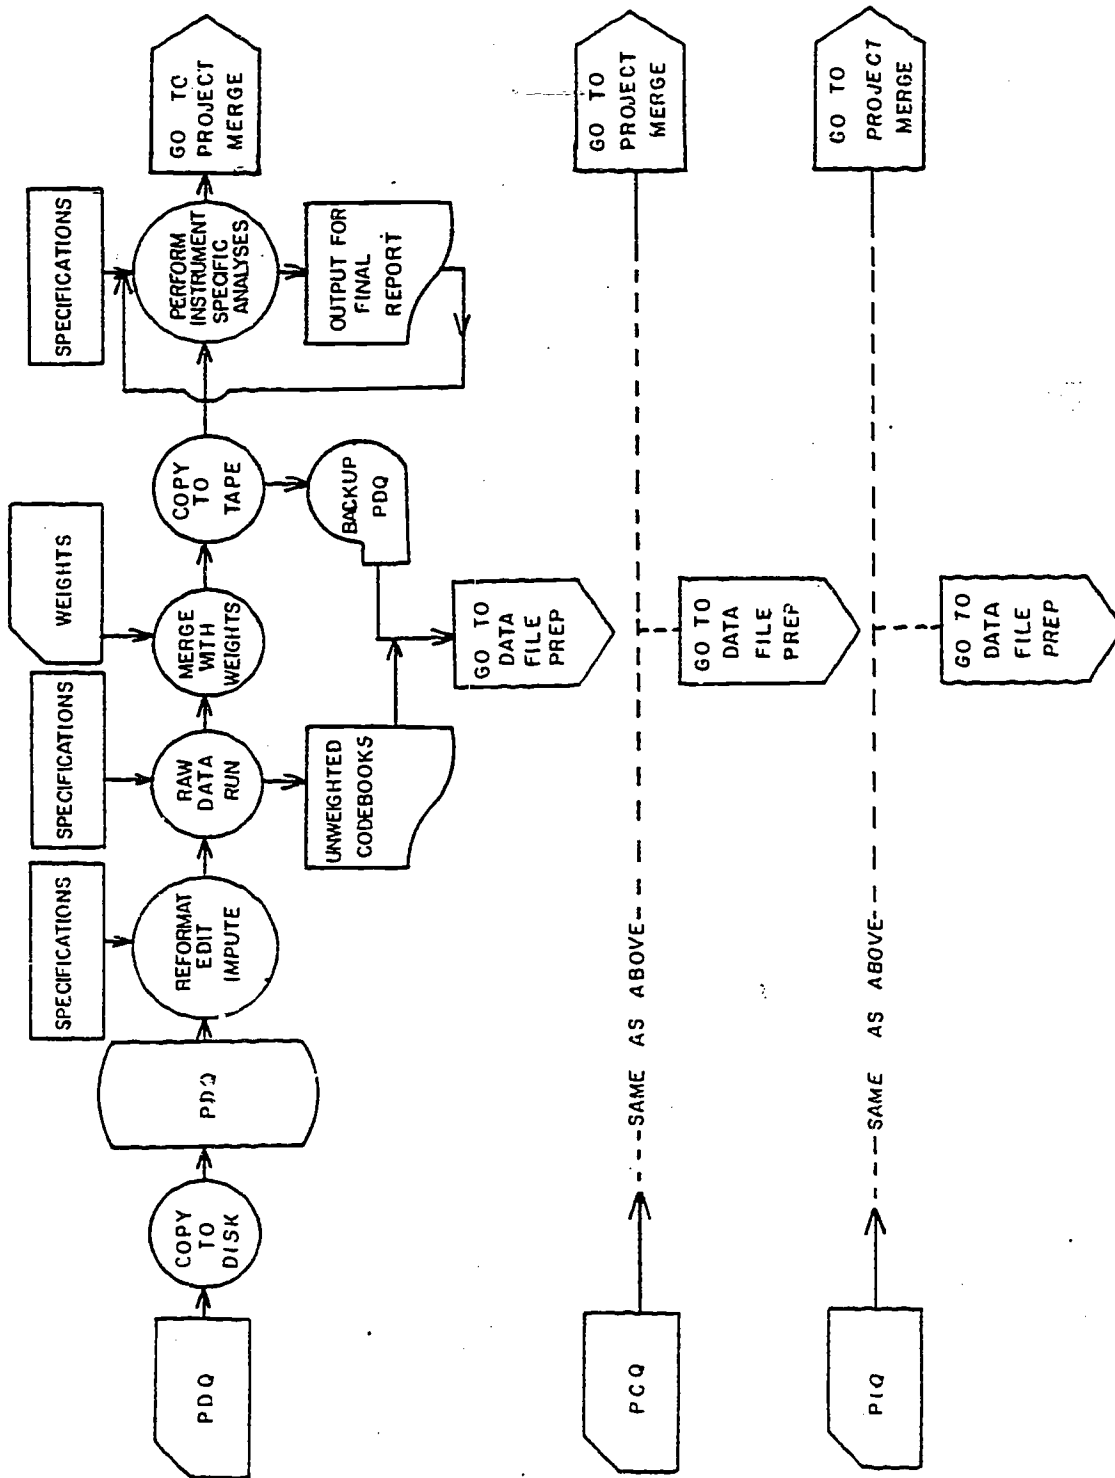 PDQ
COPY
TO
DISK
PDQ
SPECIFICATIONS
REFORMAT
EDIT
IMPUTE
SPECIFICATIONS
RAW
DATA
RUN
UNWEIGHTED
CODEBOOKS
WEIGHTS
MERGE
WITH
WEIGHTS
COPY
TO
TAPE
BACKUP
PDQ
GO TO
DATA
FILE
PREP
SPECIFICATIONS
PERFORM
INSTRUMENT
SPECIFIC
ANALYSES
OUTPUT FOR
FINAL
REPORT
GO TO
PROJECT
MERGE
PCQ
SAME AS ABOVE
GO TO
DATA
FILE
PREP
GO TO
PROJECT
MERGE
PIQ
SAME AS ABOVE
GO TO
DATA
FILE
PREP
GO TO
PROJECT
MERGE